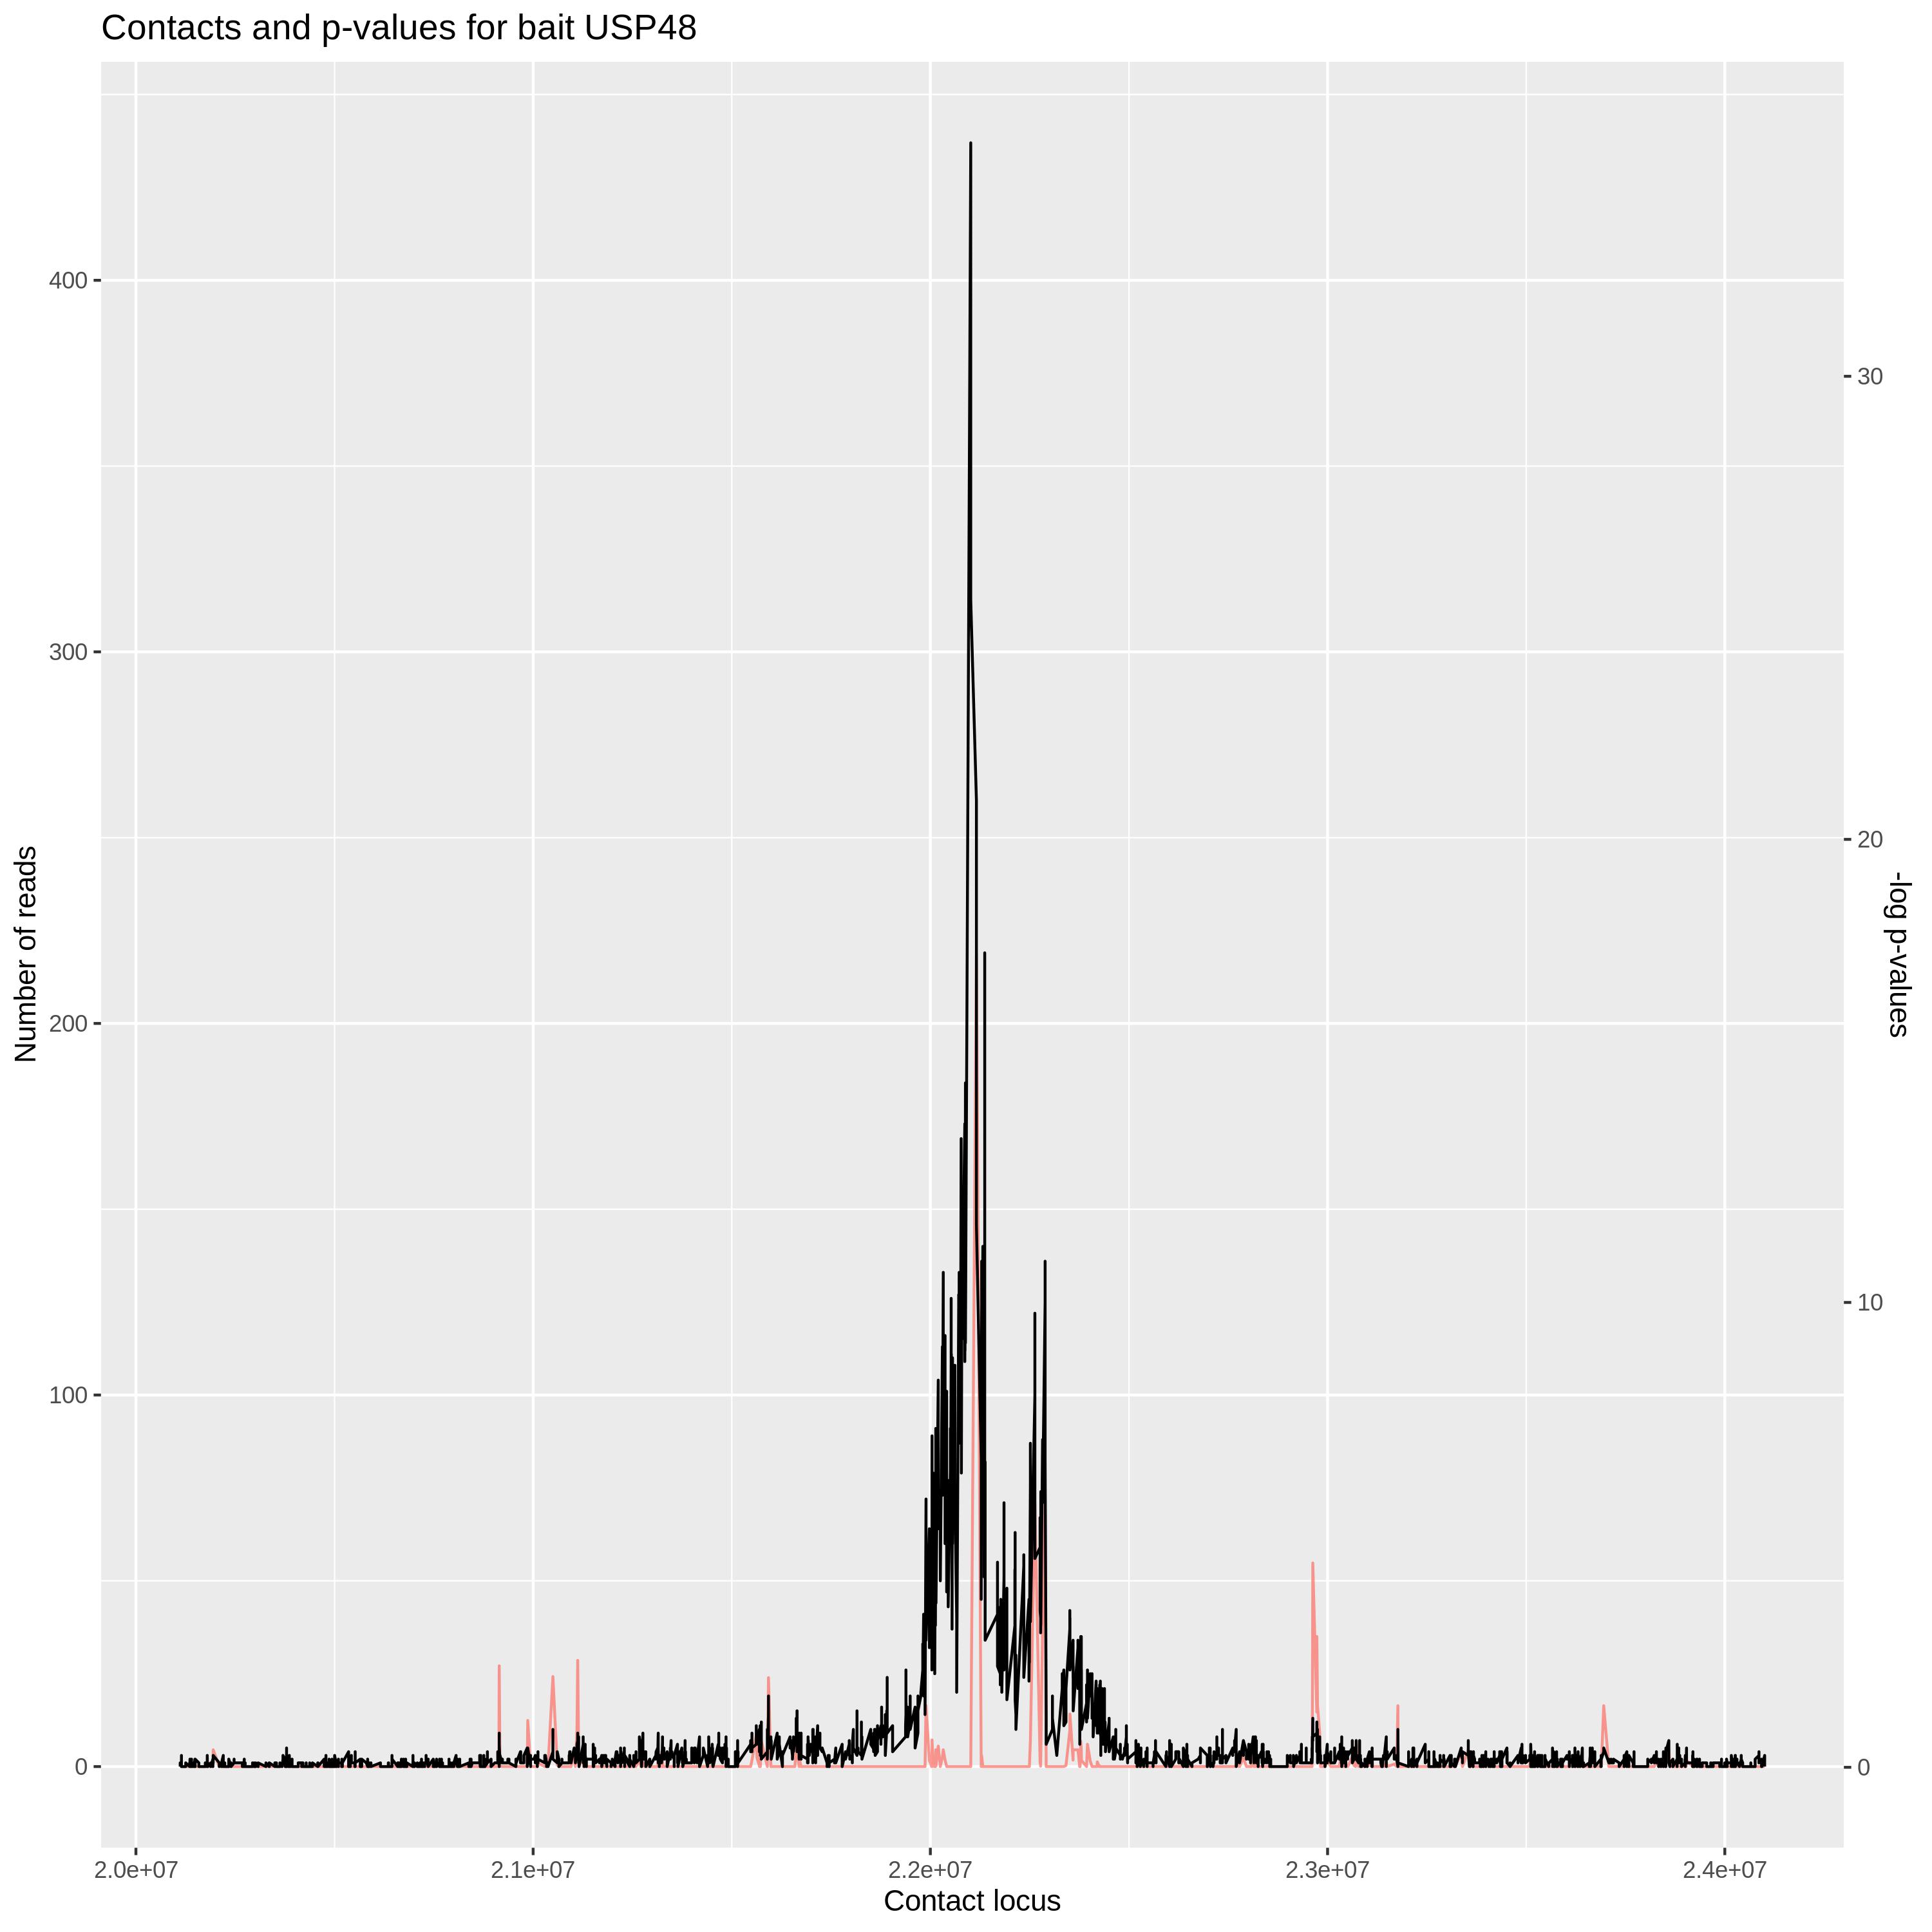 Contacts and p-values for bait USP48
400
300
200
100
0
30
20
10
0
Number of reads
-log p-values
2.0e+07
2.1e+07
2.2e+07
2.3e+07
2.4e+07
Contact locus